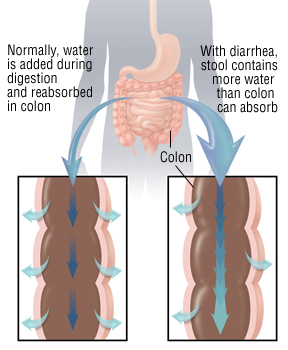 Normally, water
is added during
digestion
and reabsorbed
in colon
With diarrhea,
stool contains
more water
than colon
can absorb
Colon